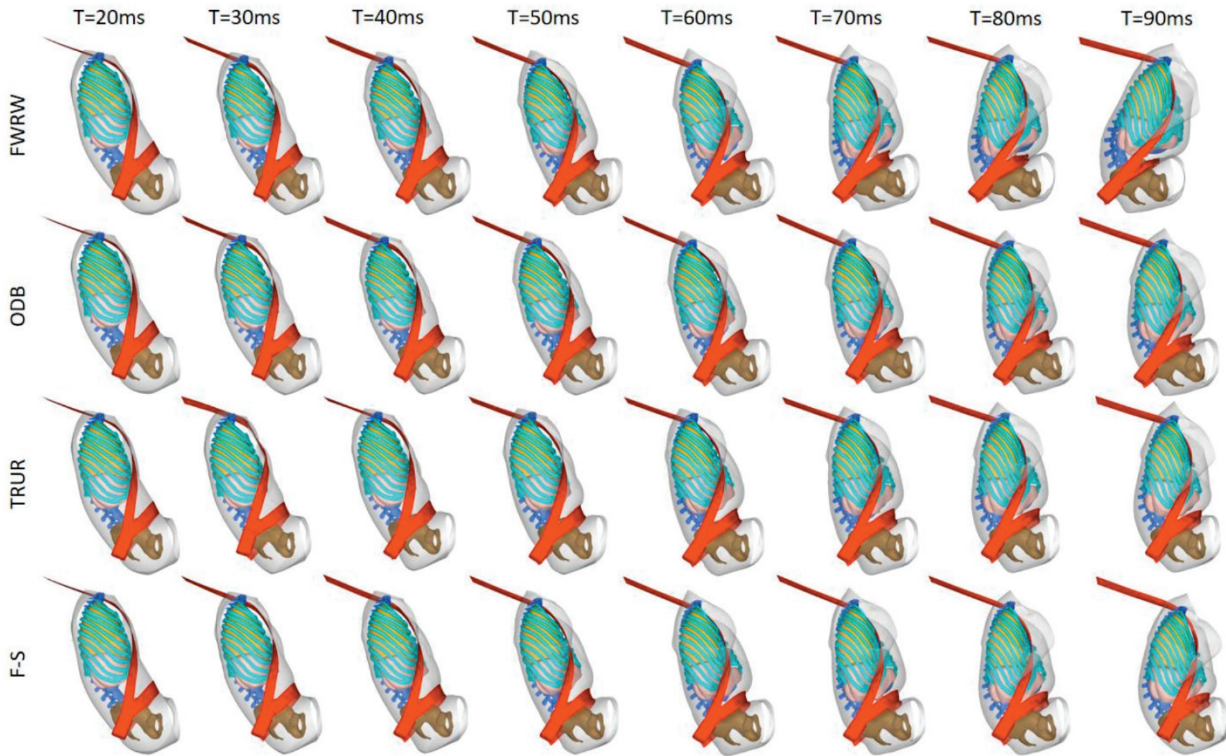 T=20ms T=30ms T=40ms T=50ms T=60ms T=70ms T=80ms T=90ms
FWRW
ODB
TRUR
F-S